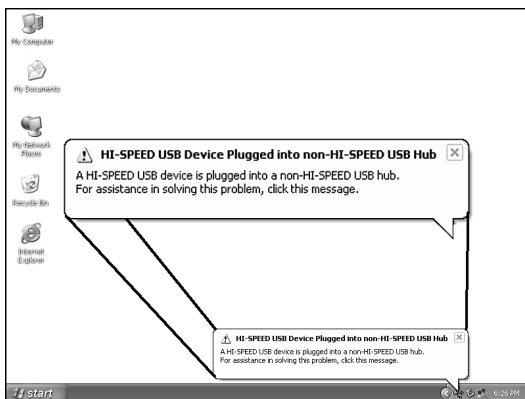 My Computer
My Documents
My Network
Places
Recycle Bin
Internet
Explorer
HI-SPEED USB Device Plugged into non-HI-SPEED USB Hub
A HI-SPEED USB device is plugged into a non-HI-SPEED USB hub.
For assistance in solving this problem, click this message.
HI-SPEED USB Device Plugged into non-HI-SPEED USB Hub
A HI-SPEED USB device is plugged into a non-HI-SPEED USB hub.
For assistance in solving this problem, click this message.
start
6:26 PM